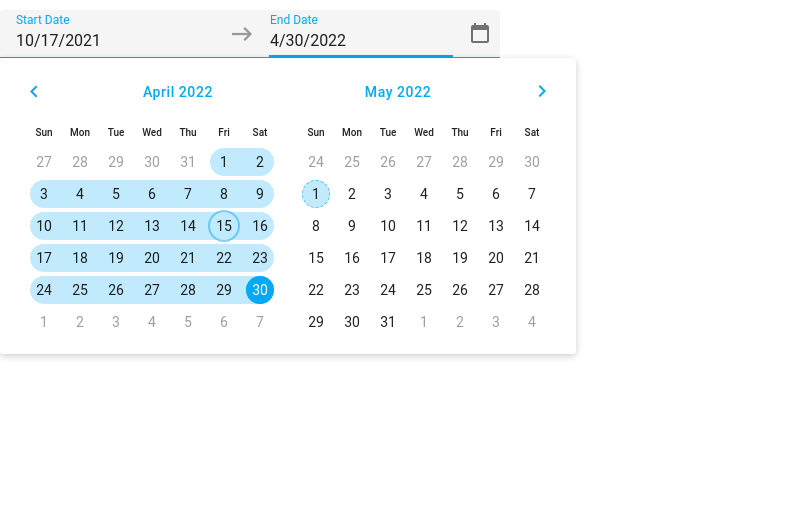 Start Date End Date
10/17/2021 4/30/2022
April 2022 May 2022
Sun Mon Tue Wed Thu Fri Sat Sun Mon Tue Wed Thu Fri Sat
27 28 29 30 31 1 2 24 25 26 27 28 29 30
3 4 5 6 7 8 9 1 2 3 4 5 6 7
10 11 12 13 14 15 16 8 9 10 11 12 13 14
17 18 19 20 21 22 23 15 16 17 18 19 20 21
24 25 26 27 28 29 30 22 23 24 25 26 27 28
1 2 3 4 5 6 7 29 30 31 1 2 3 4